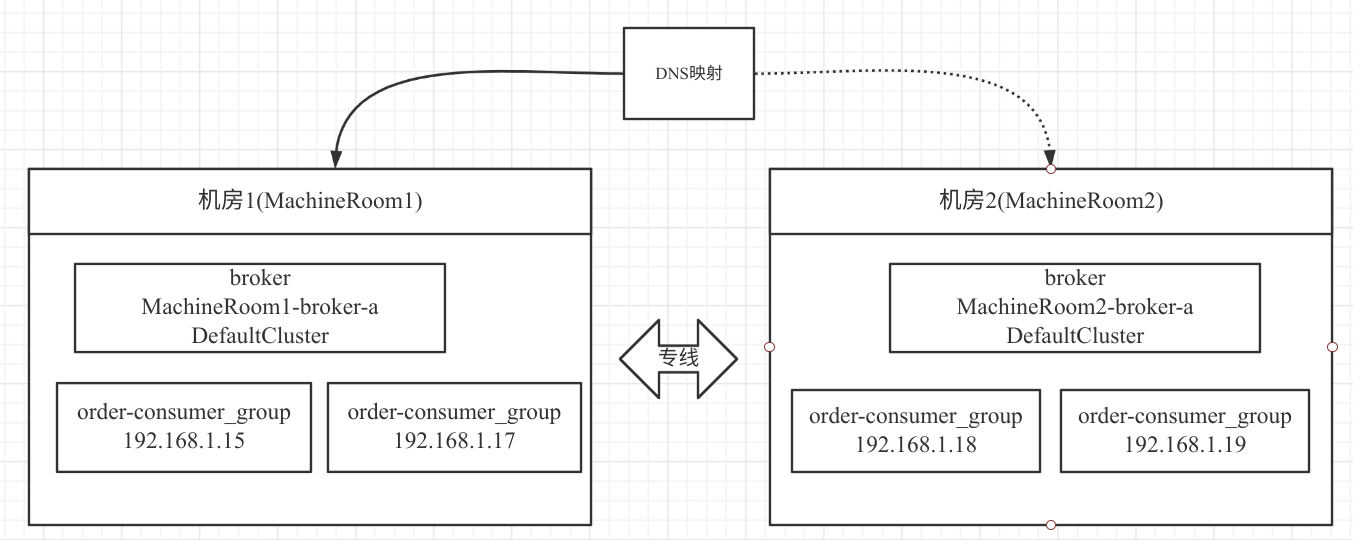 DNS映射
机房1(MachineRoom1)
broker
MachineRoom1-broker-a
DefaultCluster
order-consumer_group
192.168.1.15
order-consumer_group
192.168.1.17
专线
机房2(MachineRoom2)
broker
MachineRoom2-broker-a
DefaultCluster
order-consumer_group
192.168.1.18
order-consumer_group
192.168.1.19